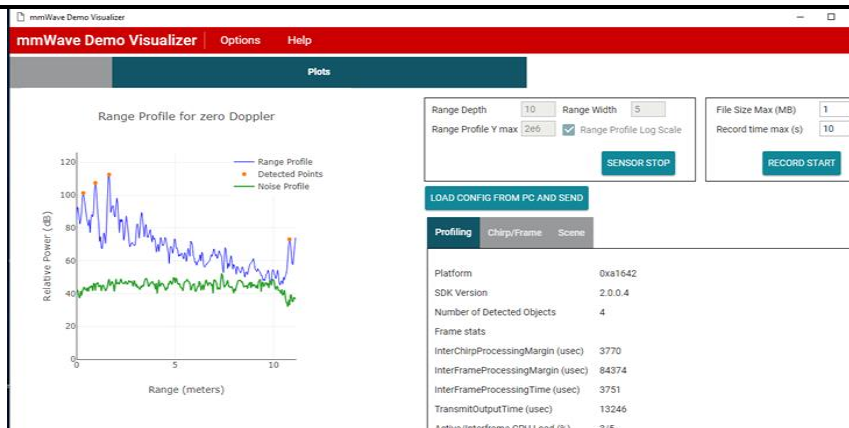 mmWave Demo Visualizer
mmWave Demo Visualizer Options Help
Plots
Range Profile for zero Doppler
120
100
80
60
40
20
0
Relative Power (dB)
Range Profile
Detected Points
Noise Profile
0 5 10
Range (meters)
Range Depth 10 Range Width 5
Range Profile Y max 2e6 Range Profile Log Scale
SENSOR STOP
File Size Max (MB) 1
Record time max (s) 10
RECORD START
LOAD CONFIG FROM PC AND SEND
Profiling Chirp/Frame Scene
Platform 0xa1642
SDK Version 2.0.0.4
Number of Detected Objects 4
Frame stats
InterChirpProcessingMargin (usec) 3770
InterFrameProcessingMargin (usec) 84374
InterFrameProcessingTime (usec) 3751
TransmitOutputTime (usec) 13246